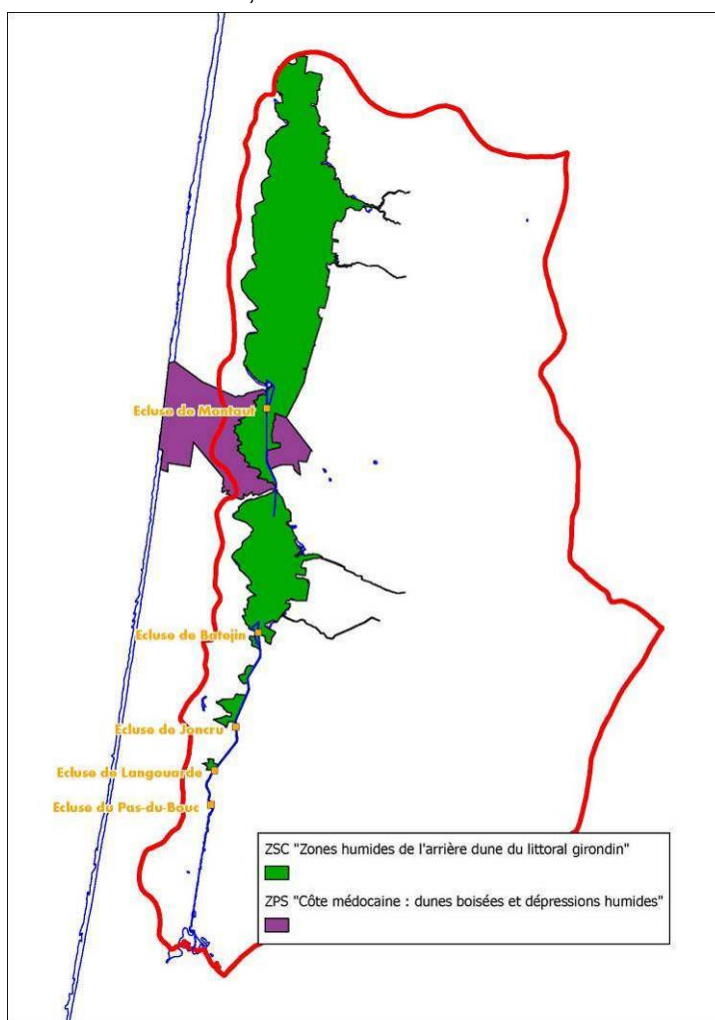 Ecluse de Montaut
Ecluse de Batejin
Ecluse de Joncru
Ecluse de Langouarde
Ecluse du Pas-du-Bouc
ZSC "Zones humides de l'arrière dune du littoral girondin"
ZPS "Côte médocaine : dunes boisées et dépressions humides"